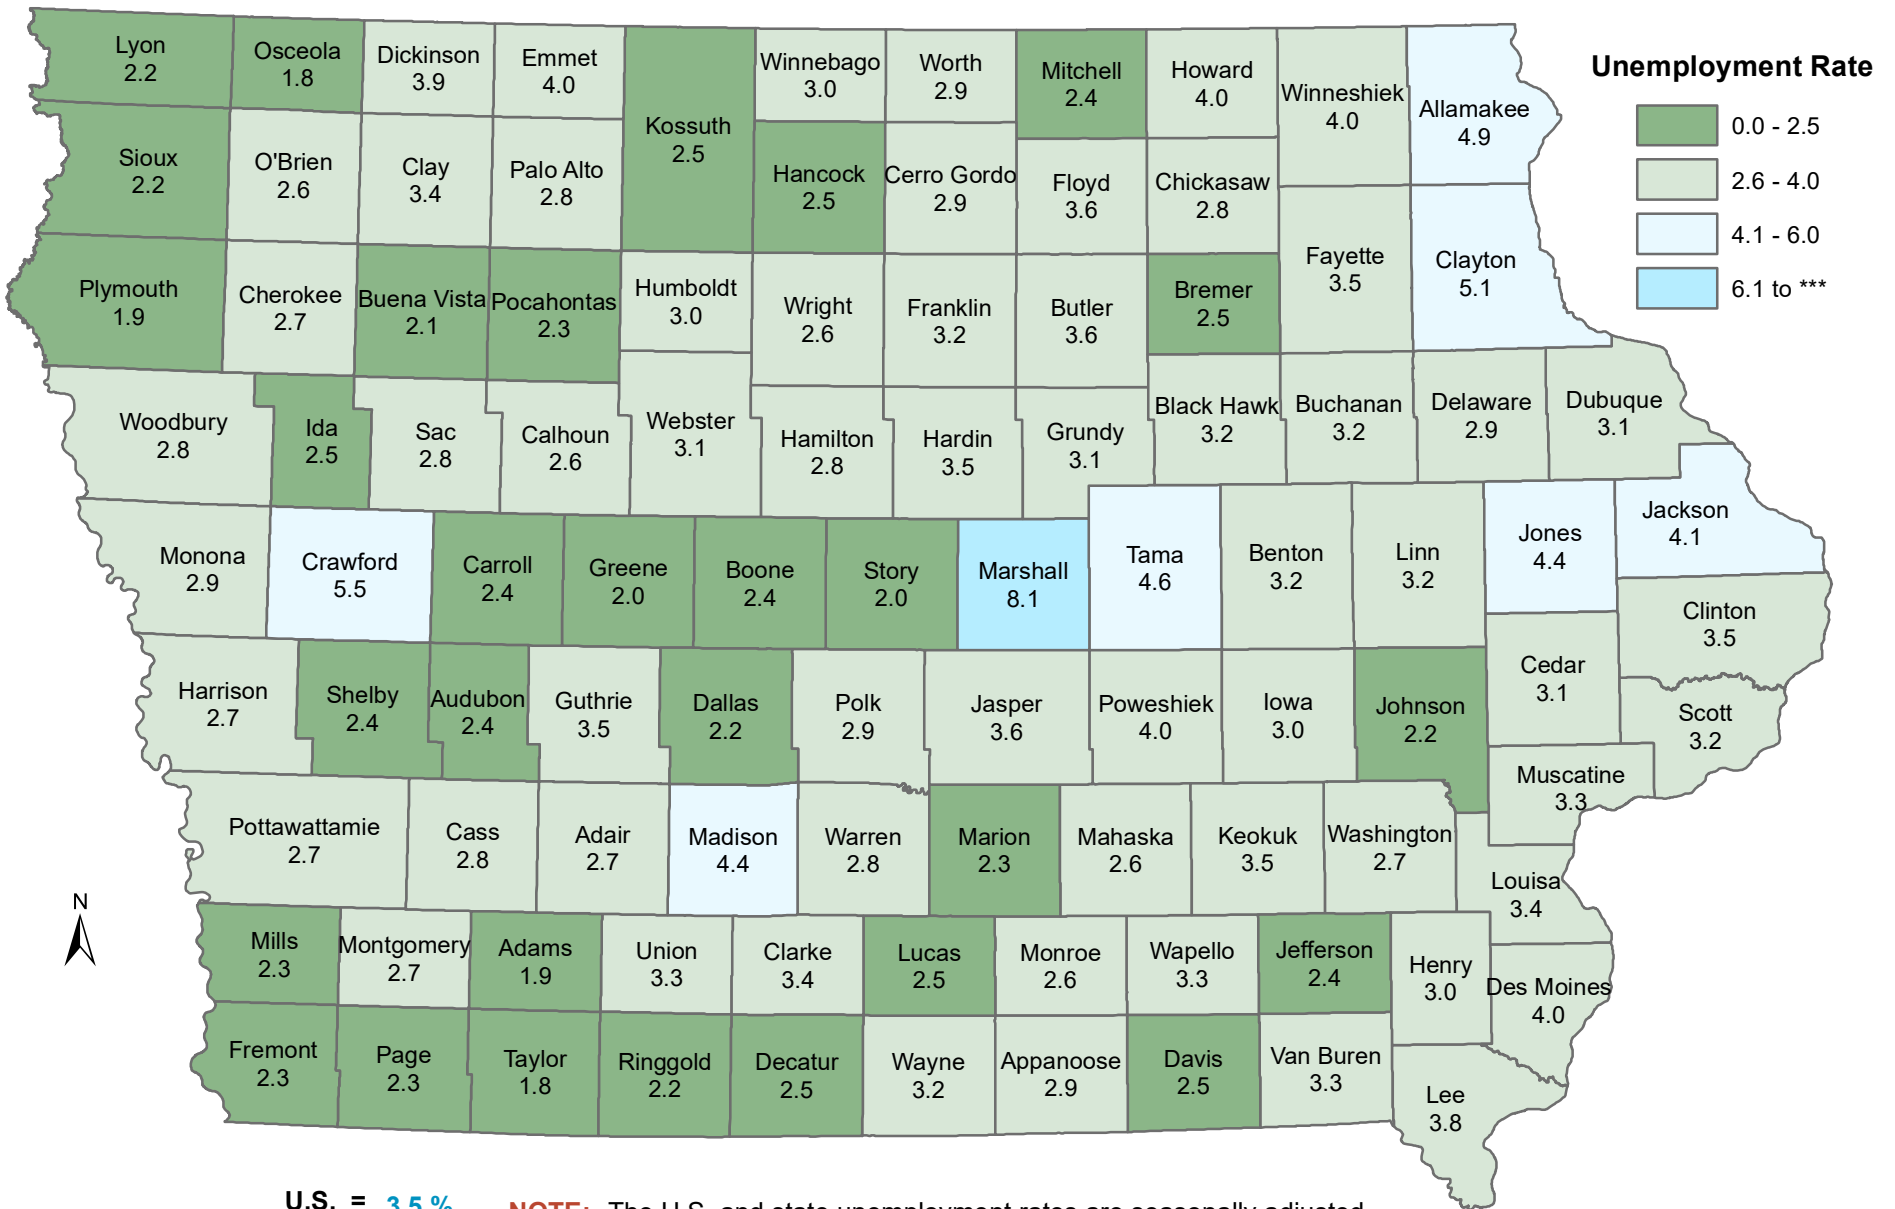 Unemployment Rate
0.0 - 2.5
2.6 - 4.0
4.1 - 6.0
6.1 to ***
Lyon
2.2
Osceola
1.8
Dickinson
3.9
Emmet
4.0
Kossuth
2.5
Winnebago
3.0
Worth
2.9
Mitchell
2.4
Howard
4.0
Winneshiek
4.0
Allamakee
4.9
Sioux
2.2
O'Brien
2.6
Clay
3.4
Palo Alto
2.8
Hancock
2.5
Cerro Gordo
2.9
Floyd
3.6
Chickasaw
2.8
Fayette
3.5
Clayton
5.1
Plymouth
1.9
Cherokee
2.7
Buena Vista
2.1
Pocahontas
2.3
Humboldt
3.0
Wright
2.6
Franklin
3.2
Butler
3.6
Bremer
2.5
Woodbury
2.8
Ida
2.5
Sac
2.8
Calhoun
2.6
Webster
3.1
Hamilton
2.8
Hardin
3.5
Grundy
3.1
Black Hawk
3.2
Buchanan
3.2
Delaware
2.9
Dubuque
3.1
Monona
2.9
Crawford
5.5
Carroll
2.4
Greene
2.0
Boone
2.4
Story
2.0
Marshall
8.1
Tama
4.6
Benton
3.2
Linn
3.2
Jones
4.4
Jackson
4.1
Clinton
3.5
Harrison
2.7
Shelby
2.4
Audubon
2.4
Guthrie
3.5
Dallas
2.2
Polk
2.9
Jasper
3.6
Poweshiek
4.0
Iowa
3.0
Johnson
2.2
Cedar
3.1
Scott
3.2
Muscatine
3.3
Pottawattamie
2.7
Cass
2.8
Adair
2.7
Madison
4.4
Warren
2.8
Marion
2.3
Mahaska
2.6
Keokuk
3.5
Washington
2.7
Louisa
3.4
N
Mills
2.3
Montgomery
2.7
Adams
1.9
Union
3.3
Clarke
3.4
Lucas
2.5
Monroe
2.6
Wapello
3.3
Jefferson
2.4
Henry
3.0
Des Moines
4.0
Fremont
2.3
Page
2.3
Taylor
1.8
Ringgold
2.2
Decatur
2.5
Wayne
3.2
Appanoose
2.9
Davis
2.5
Van Buren
3.3
Lee
3.8
U.S. = 3.5 %
NOTE: The U.S. and state unemployment rates are seasonally adjusted